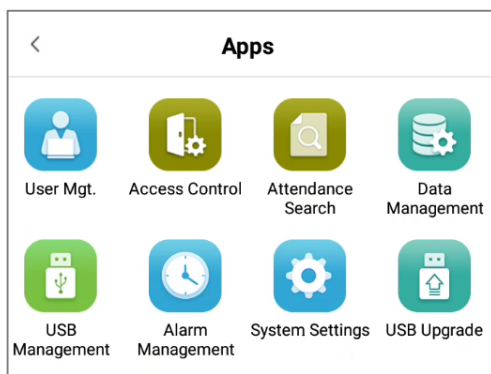 Apps
User Mgt.
Access Control
Attendance
Search
Data
Management
USB
Management
Alarm
Management
System Settings
USB Upgrade